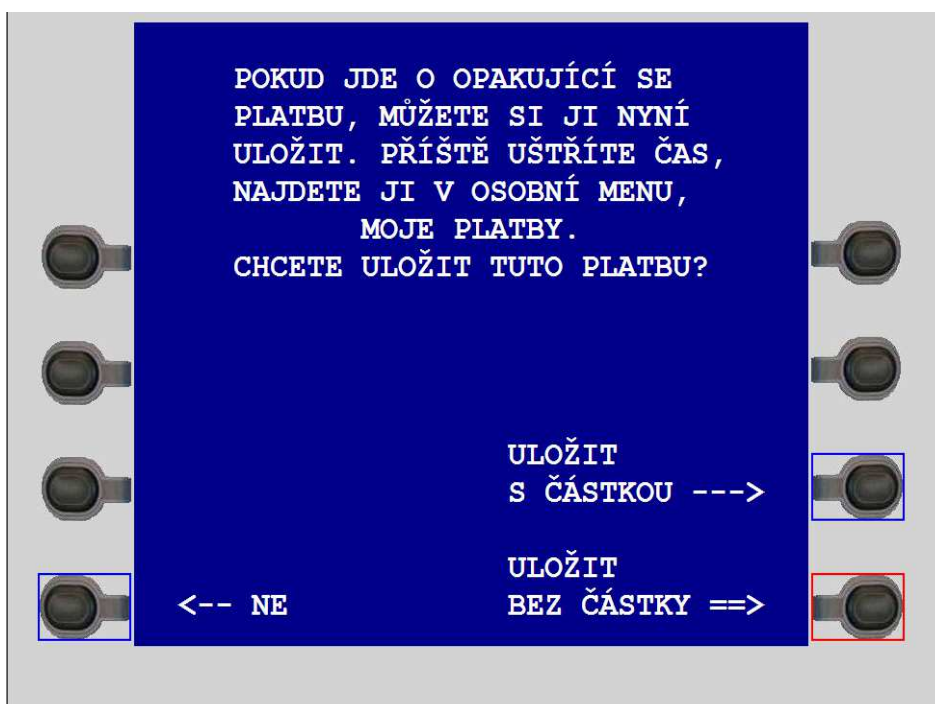 POKUD JDE O OPAKUJÍCÍ SE
PLATBU, MŮŽETE SI JI NYNÍ
ULOŽIT. PŘÍŠTĚ UŠTŘÍTE ČAS,
NAJDETE JI V OSOBNÍ MENU,
MOJE PLATBY.
CHCETE ULOŽIT TUTO PLATBU?
ULOŽIT
S ČÁSTKOU --->
ULOŽIT
<-- NE BEZ ČÁSTKY ==>